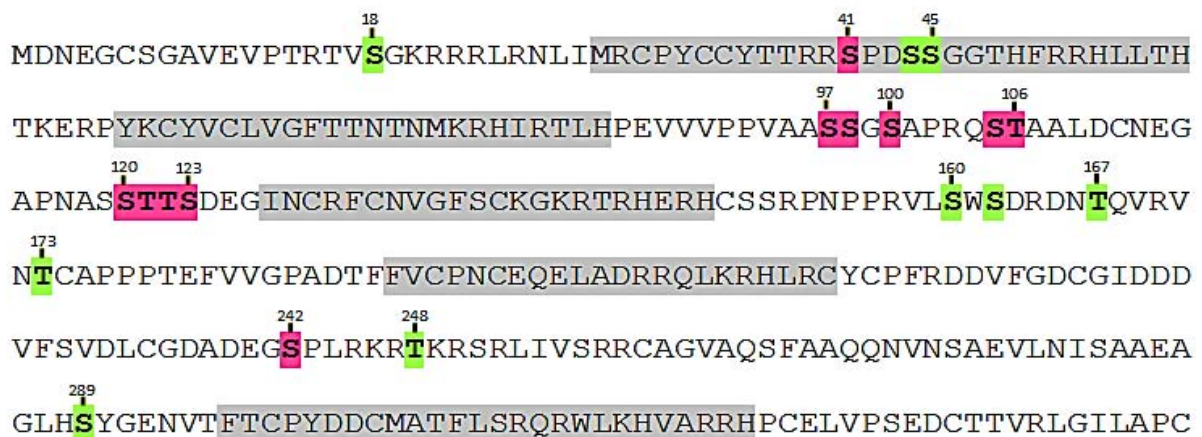 18 41 45
MDNEGCSGAVEVPTRTVSGKRRRLRNLIMRCPYCCYTTRRSPDSSGGTHFRRHLLTH
97 100 106
TKERPYKCYVCLVGFTTNTNMKRHIRTLHPEVVVPPVAASSGSAPRQSTAALDCNEG
120 123 160 167
APNASSTTSDEGINCRFCNVGFSCKGKRTRHERHCSSRPNPPRVLSWSDRDNTQVRV
173
NTCAPPPTEFVVGPADTFFVCPNCEQELADRRQLKRHLRCYCPFRDDVFGDCGIDDD
242 248
VFSVDLCGDADEGSPLRKRTKRSRLIVSRRCAGVAQSFAAQQNVNSAEVLNISAAEA
289
GLHSYGENVTFTCPYDDCMATFLSRQRWLKHVARRHPCELVPSEDCTTVRLGILAPC